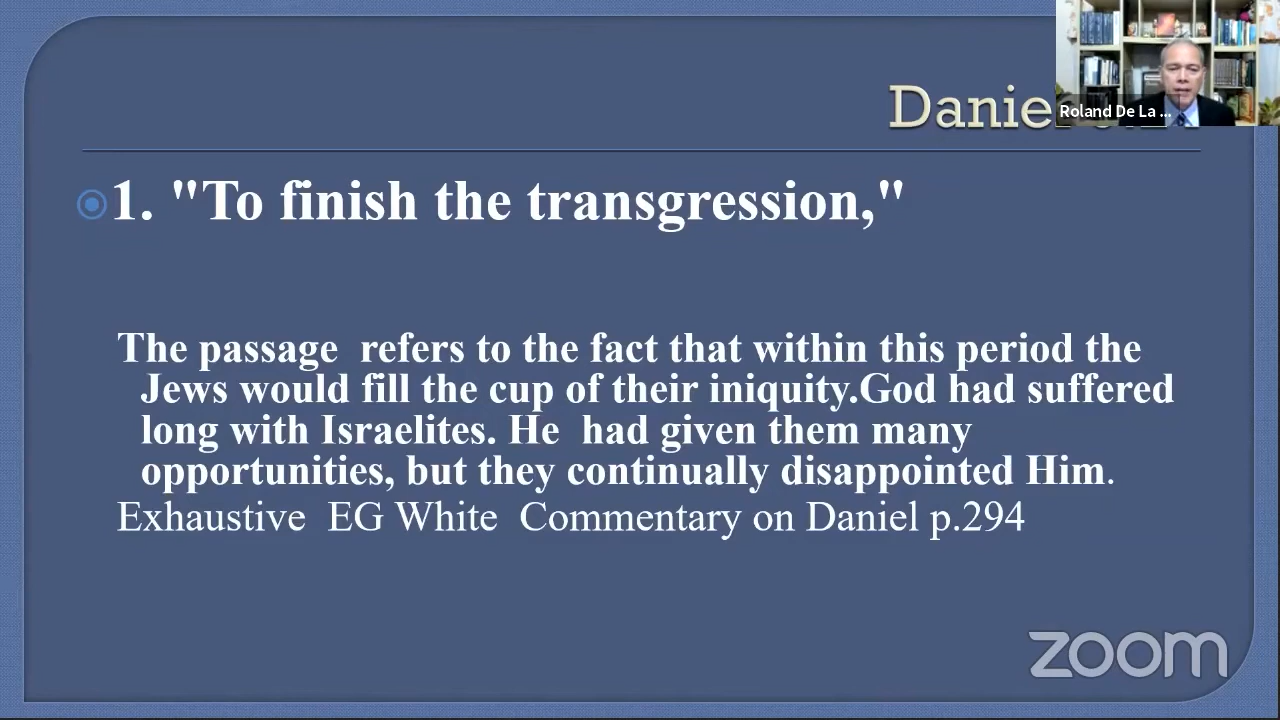 Danie
Roland De La ...
1. "To finish the transgression,"
The passage refers to the fact that within this period the
Jews would fill the cup of their iniquity.God had suffered
long with Israelites. He had given them many
opportunities, but they continually disappointed Him.
Exhaustive EG White Commentary on Daniel p.294
zoom